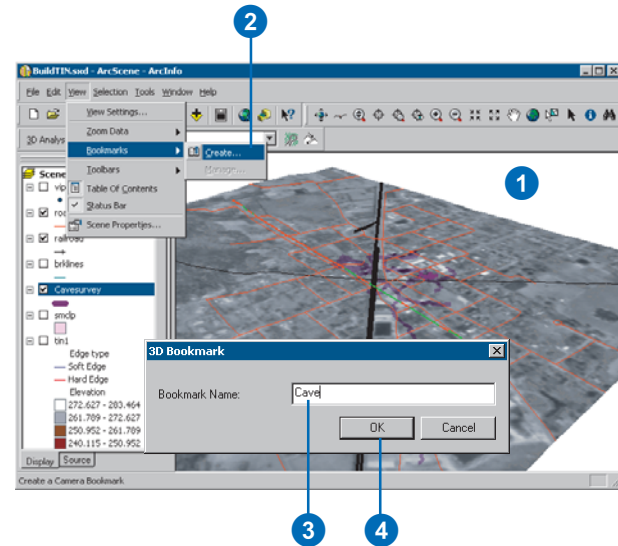 2
BuildTIN.sxd - ArcScene - ArcInfo
File Edit View Selection Tools Window Help
View Settings...
Zoom Data
3D Analys
Bookmarks
Create...
Manage...
Toolbars
Table Of Contents
Status Bar
Scene Properties...
1
Scene
vip
roa
railroad
brklines
Cavesurvey
smclp
tin1
Edge type
Soft Edge
Hard Edge
Elevation
272.627 - 283.464
261.789 - 272.627
250.952 - 261.789
240.115 - 250.952
3D Bookmark
Bookmark Name:
Cave
OK
Cancel
Display Source
Create a Camera Bookmark
3
4